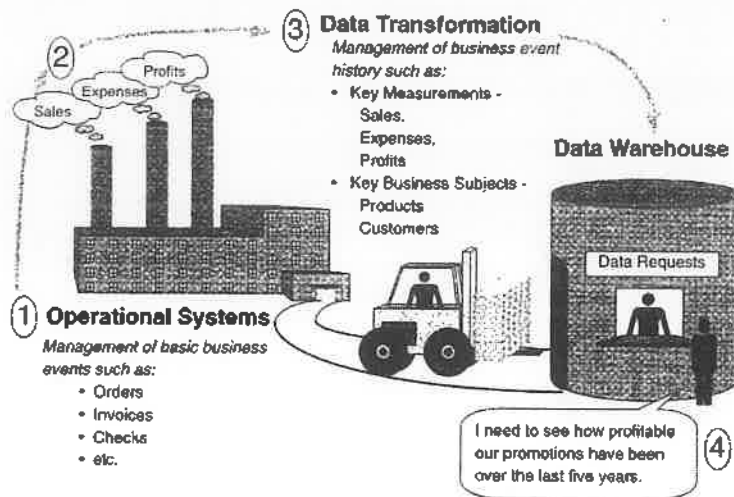 1 Operational Systems
Management of basic business
events such as:
• Orders
• Invoices
• Checks
• etc.
2
Sales
Expenses
Profits
3 Data Transformation
Management of business event
history such as:
• Key Measurements -
Sales,
Expenses,
Profits
• Key Business Subjects -
Products
Customers
Data Warehouse
Data Requests
I need to see how profitable
our promotions have been
over the last five years.
4